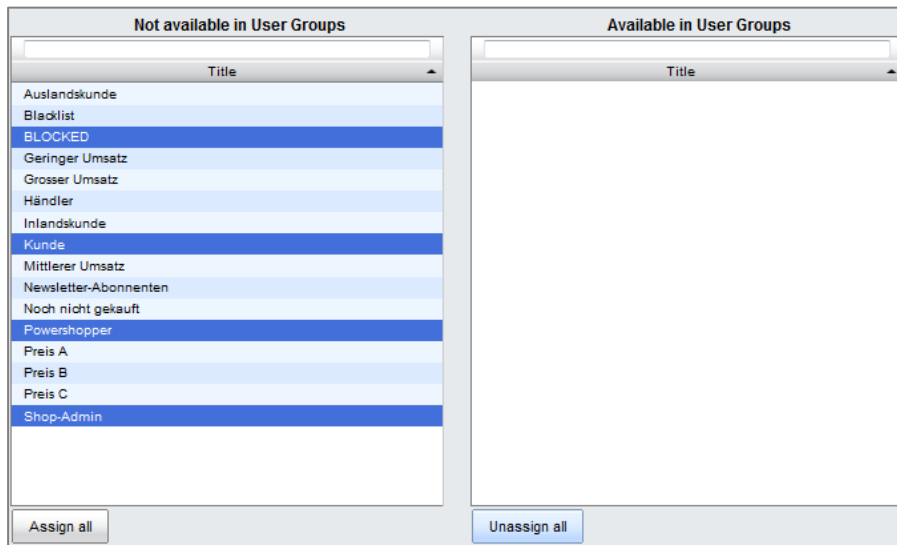 Not available in User Groups
Title
Auslandskunde
Blacklist
BLOCKED
Geringer Umsatz
Grosser Umsatz
Händler
Inlandskunde
Kunde
Mittlerer Umsatz
Newsletter-Abonnenten
Noch nicht gekauft
Powershopper
Preis A
Preis B
Preis C
Shop-Admin
Assign all
Available in User Groups
Title
Unassign all